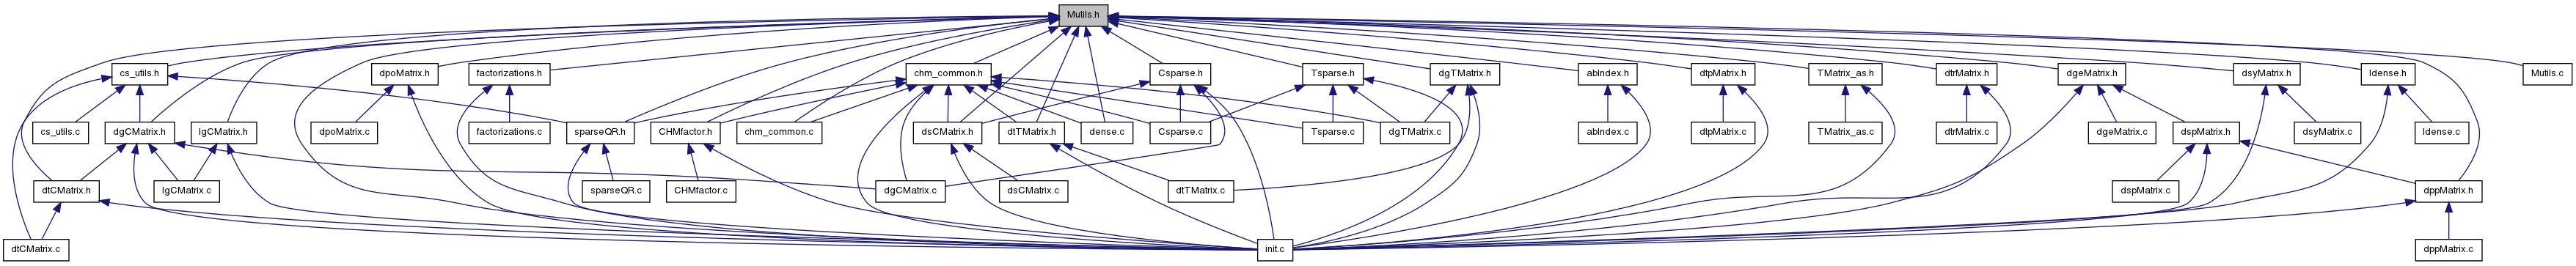 Mutils.h
cs_utils.h
dpoMatrix.h
factorizations.h
chm_common.h
Csparse.h
Tsparse.h
dgTMatrix.h
abIndex.h
dtpMatrix.h
TMatrix_as.h
dtrMatrix.h
dgeMatrix.h
dsyMatrix.h
ldense.h
Mutils.c
cs_utils.c
dgCMatrix.h
lgCMatrix.h
dpoMatrix.c
factorizations.c
sparseQR.h
CHMfactor.h
chm_common.c
dsCMatrix.h
dtTMatrix.h
dense.c
Csparse.c
Tsparse.c
dgTMatrix.c
abIndex.c
dtpMatrix.c
TMatrix_as.c
dtrMatrix.c
dgeMatrix.c
dspMatrix.h
dsyMatrix.c
ldense.c
dtCMatrix.h
lgCMatrix.c
sparseQR.c
CHMfactor.c
dgCMatrix.c
dsCMatrix.c
dtTMatrix.c
dspMatrix.c
dppMatrix.h
dtCMatrix.c
init.c
dppMatrix.c